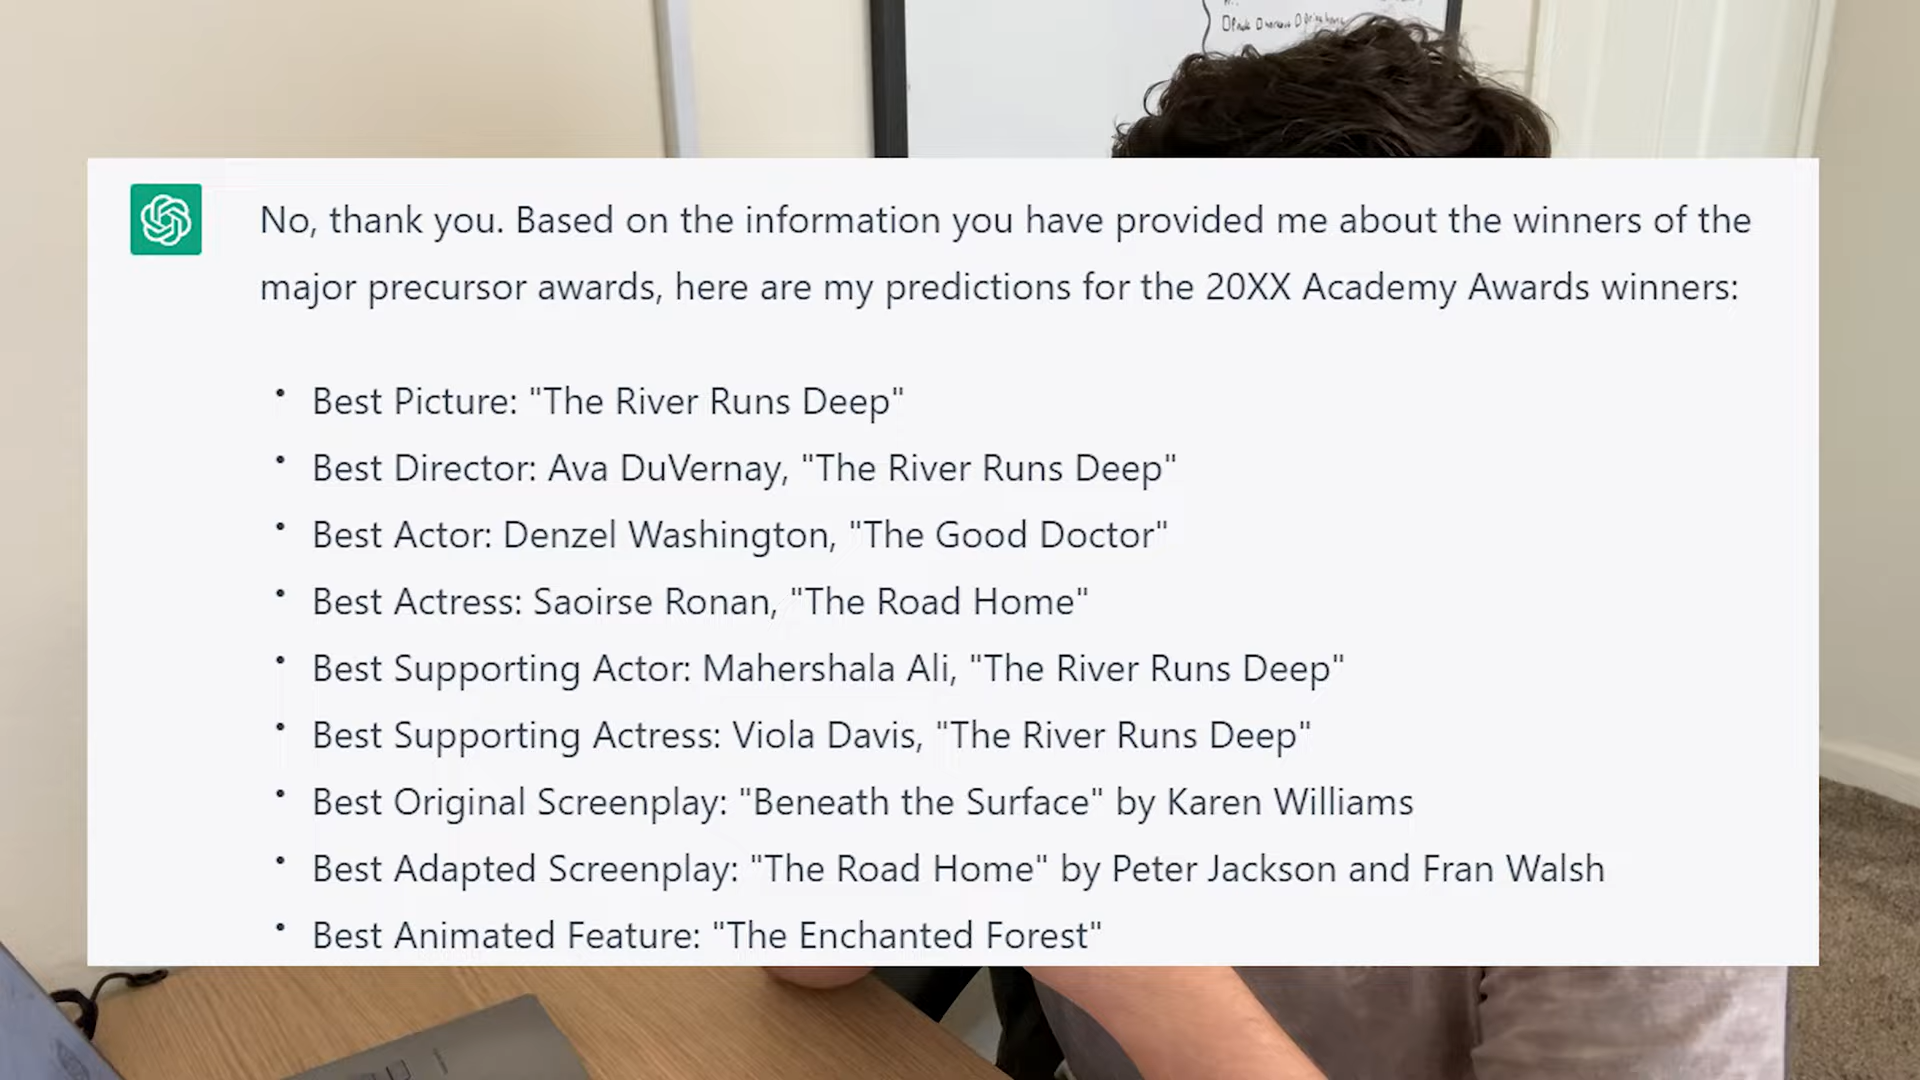 No, thank you. Based on the information you have provided me about the winners of the
major precursor awards, here are my predictions for the 20XX Academy Awards winners:
• Best Picture: "The River Runs Deep"
• Best Director: Ava DuVernay, "The River Runs Deep"
• Best Actor: Denzel Washington, "The Good Doctor"
• Best Actress: Saoirse Ronan, "The Road Home"
• Best Supporting Actor: Mahershala Ali, "The River Runs Deep"
• Best Supporting Actress: Viola Davis, "The River Runs Deep"
• Best Original Screenplay: "Beneath the Surface" by Karen Williams
• Best Adapted Screenplay: "The Road Home" by Peter Jackson and Fran Walsh
• Best Animated Feature: "The Enchanted Forest"